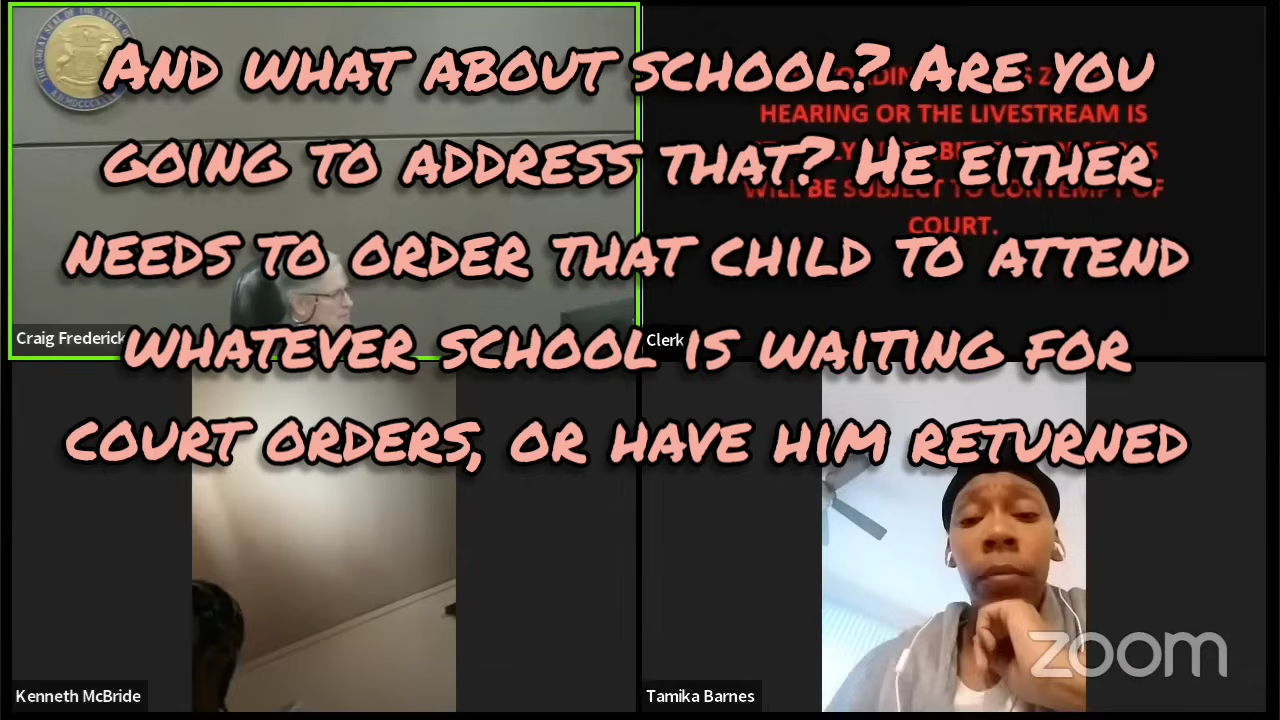 And what about school? Are you
going to address that? He either
needs to order that child to attend
whatever school is waiting for
court orders, or have him returned
HEARING OR THE LIVESTREAM IS
WILL BE SUBJECT TO CONTEMPT OF
COURT.
Craig Frederick
Clerk
Kenneth McBride
Tamika Barnes
zoom